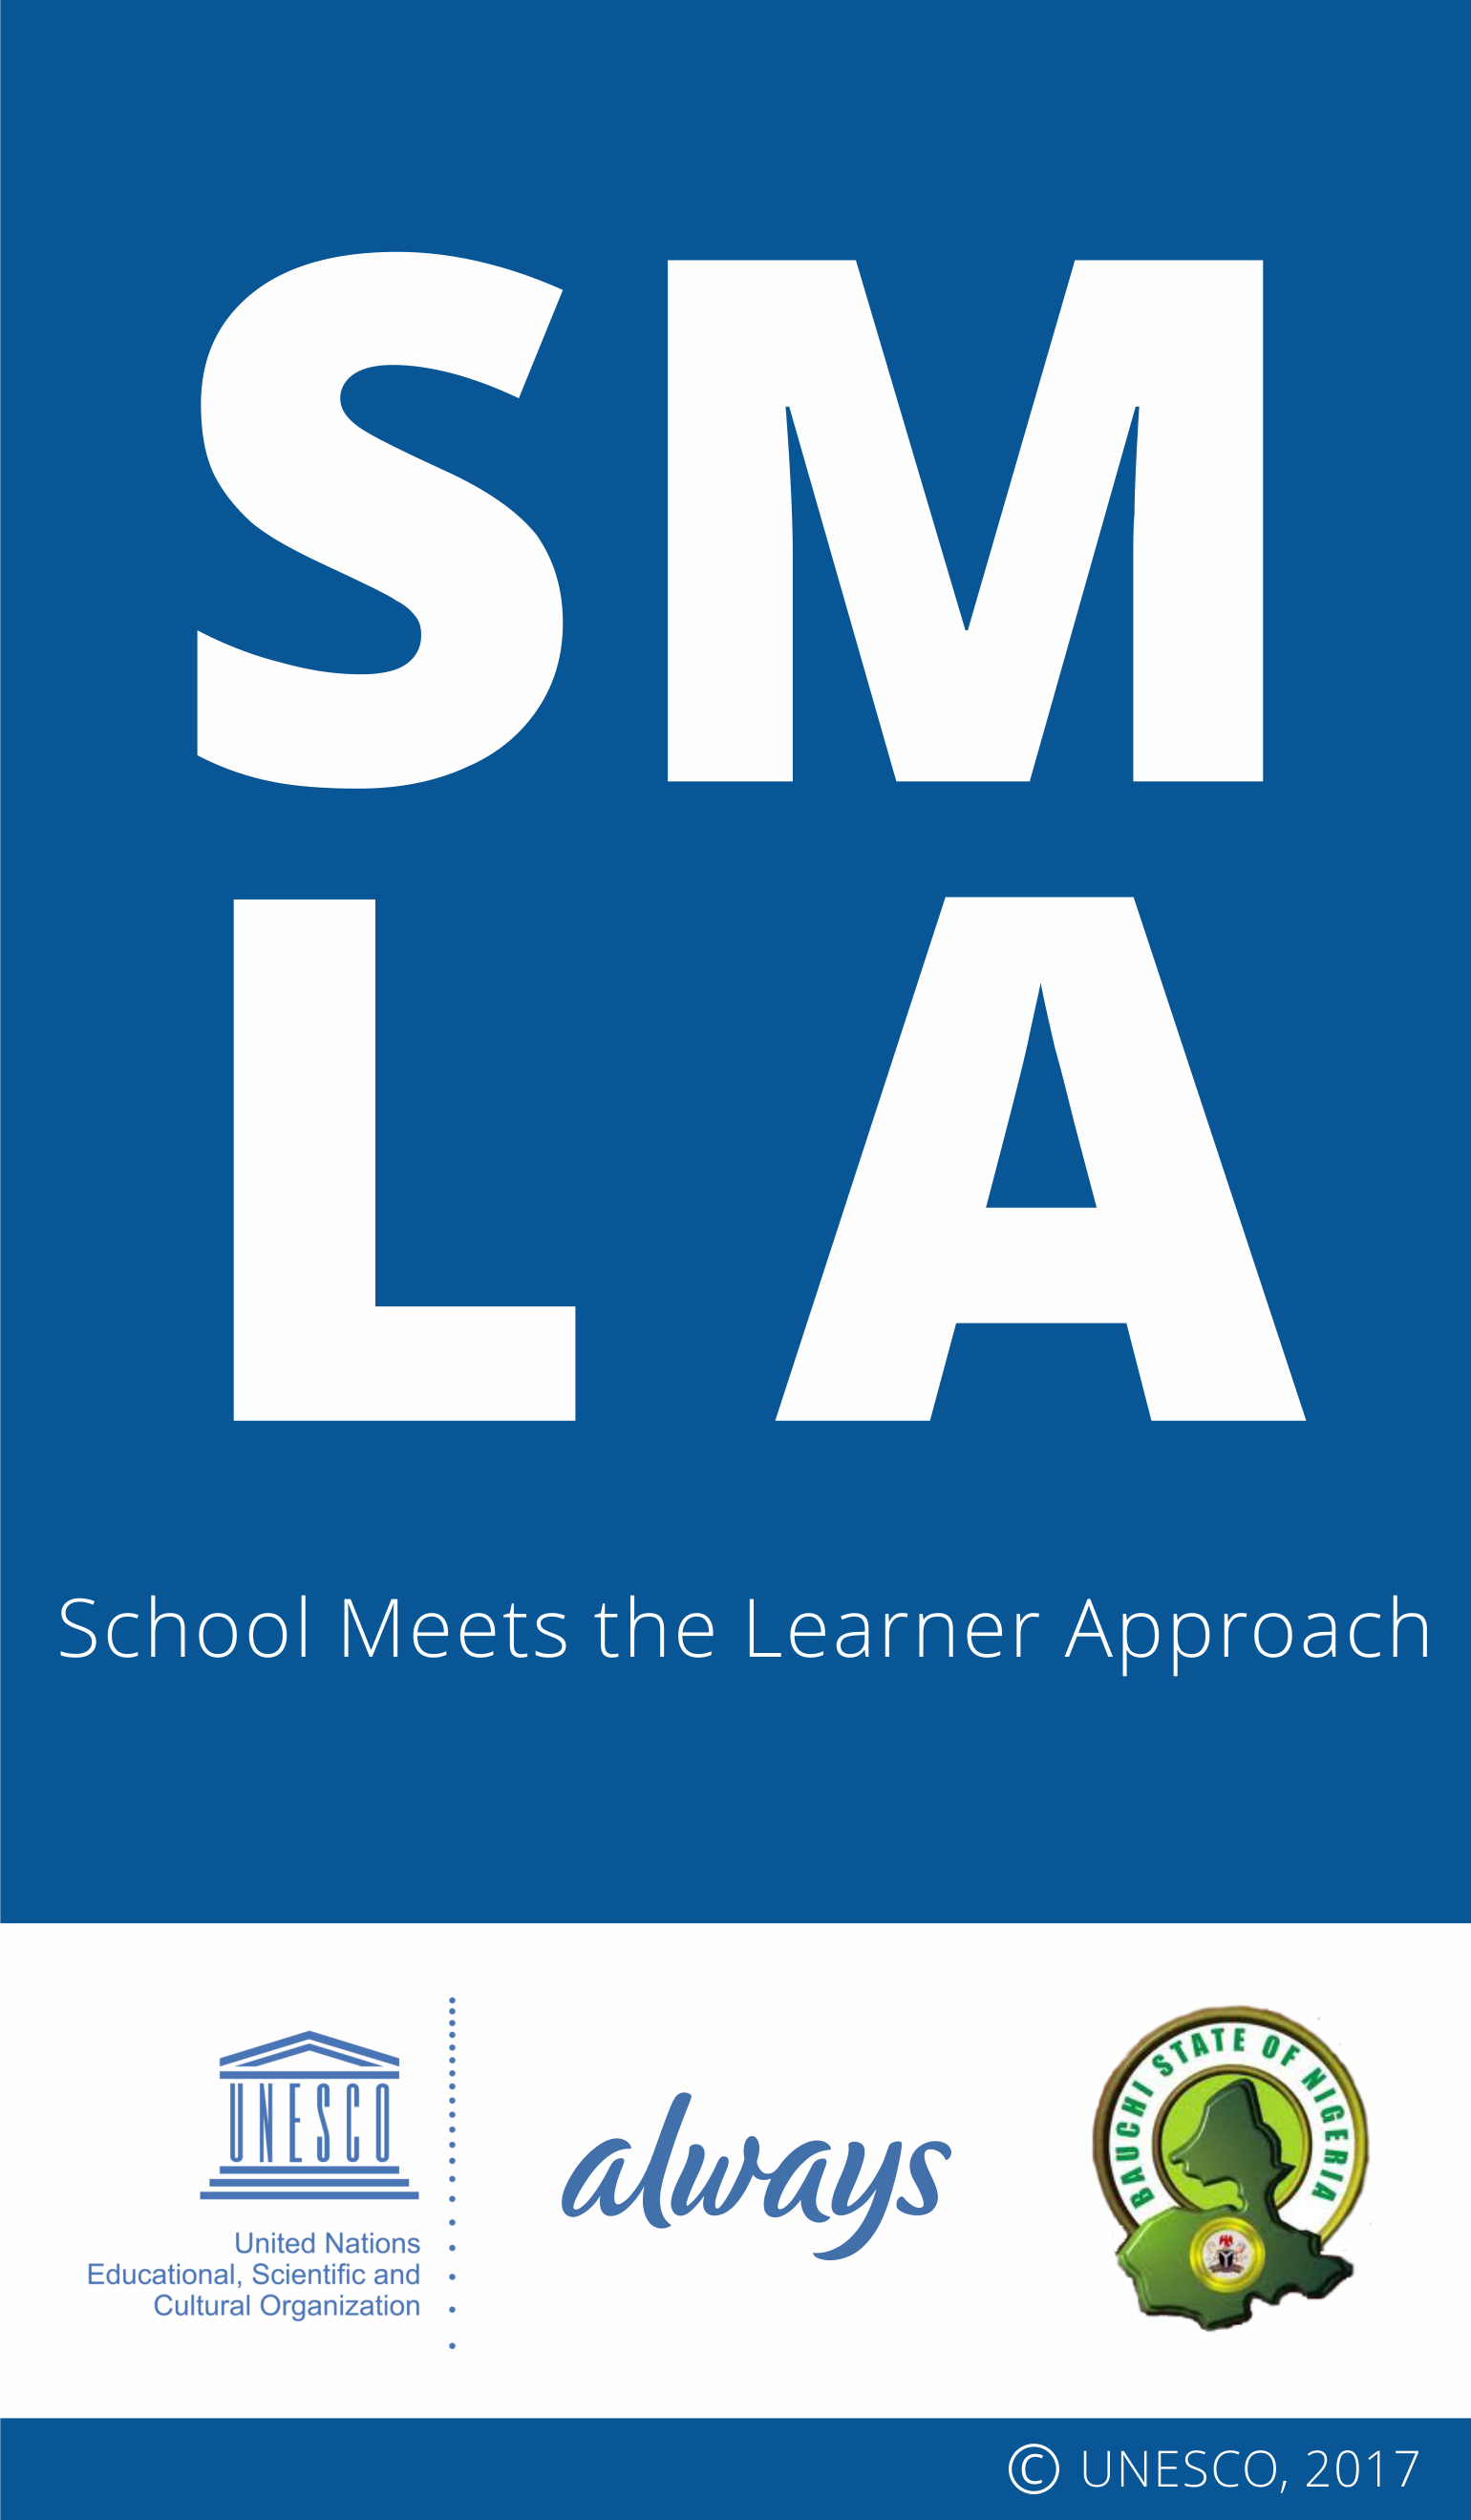 SM
LA
School Meets the Learner Approach
UNESCO
United Nations
Educational, Scientific and
Cultural Organization
always
BAUCHI STATE OF NIGERIA
© UNESCO, 2017